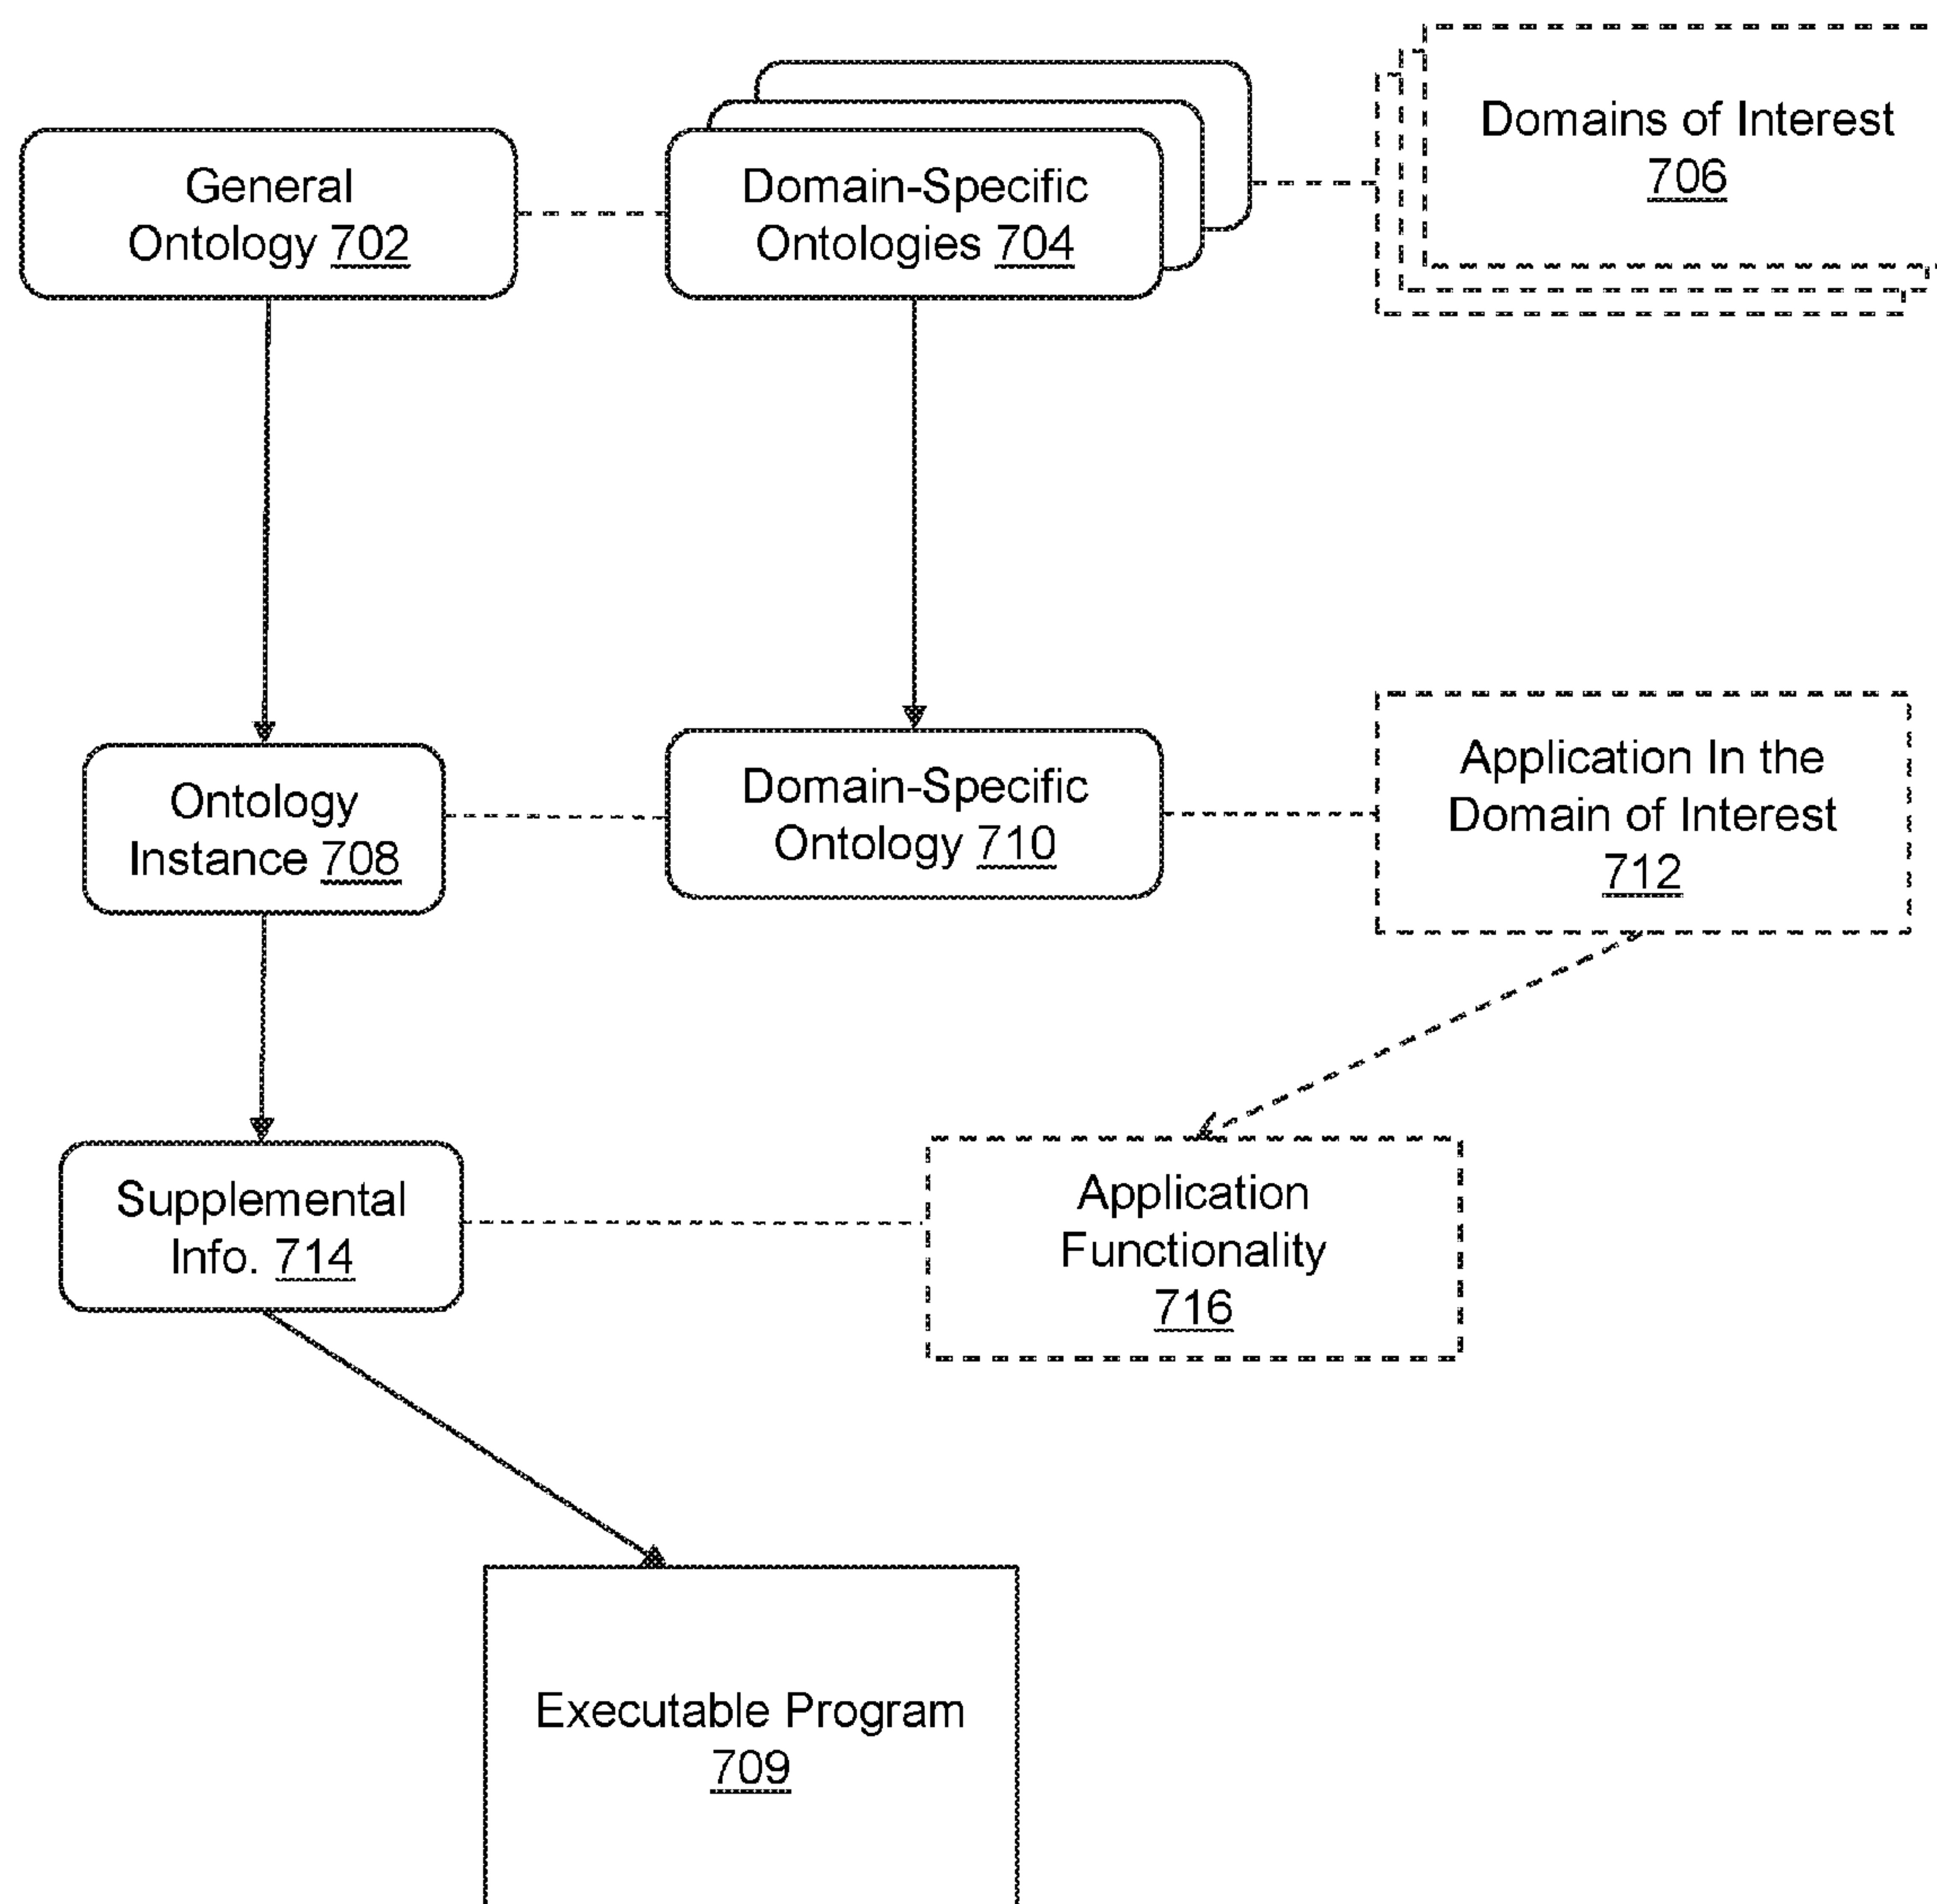 Domains of Interest
706
General
Ontology 702
Domain-Specific
Ontologies 704
Ontology
Instance 708
Domain-Specific
Ontology 710
Application In the
Domain of Interest
712
Supplemental
Info. 714
Application
Functionality
716
Executable Program
709